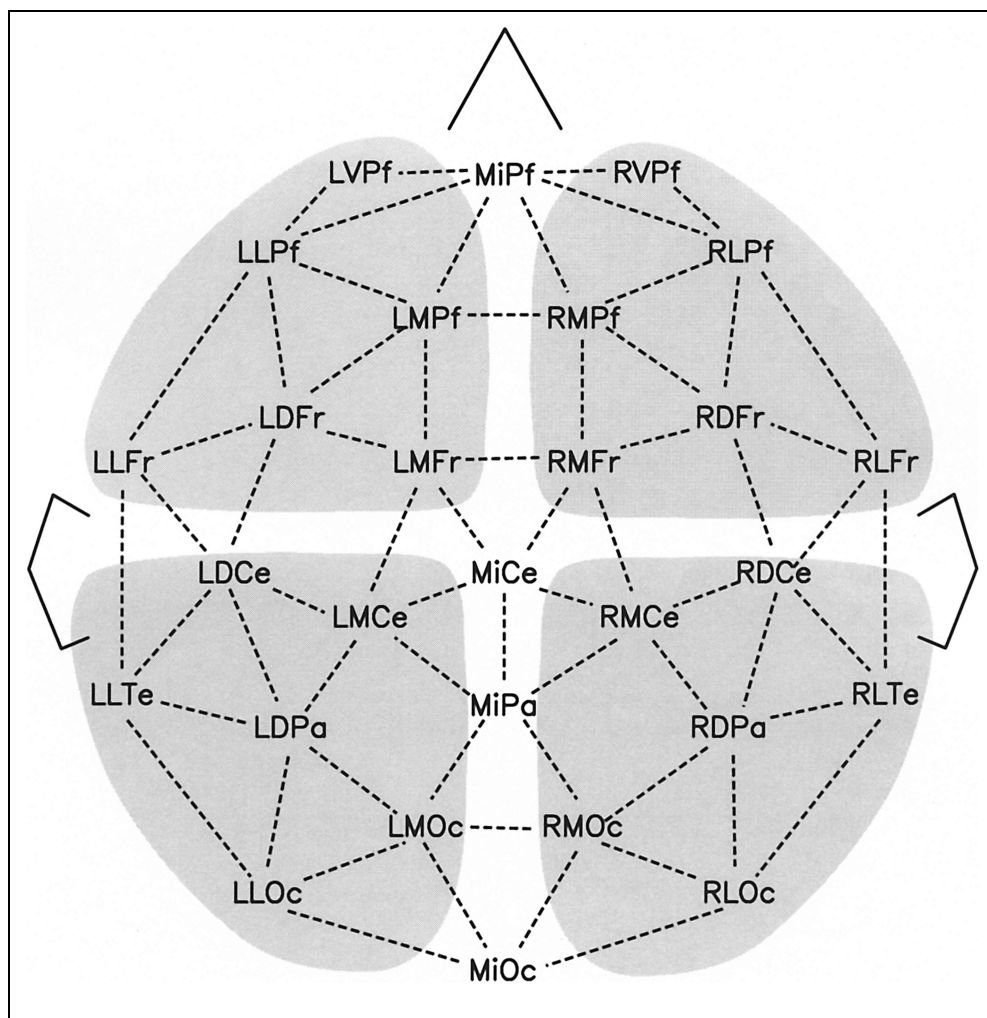 LVPf MiPf RVPf
LLPf RLPf
LMPf RMPf
LDFr RDFr
LLFr LMFr RMFr RLFr
LDCe MiCe RDCe
LMCe RMCe
LLTe MiPa RLTe
LDPa RDPa
LMOc RMOc
LLOc RLOc
MiOc